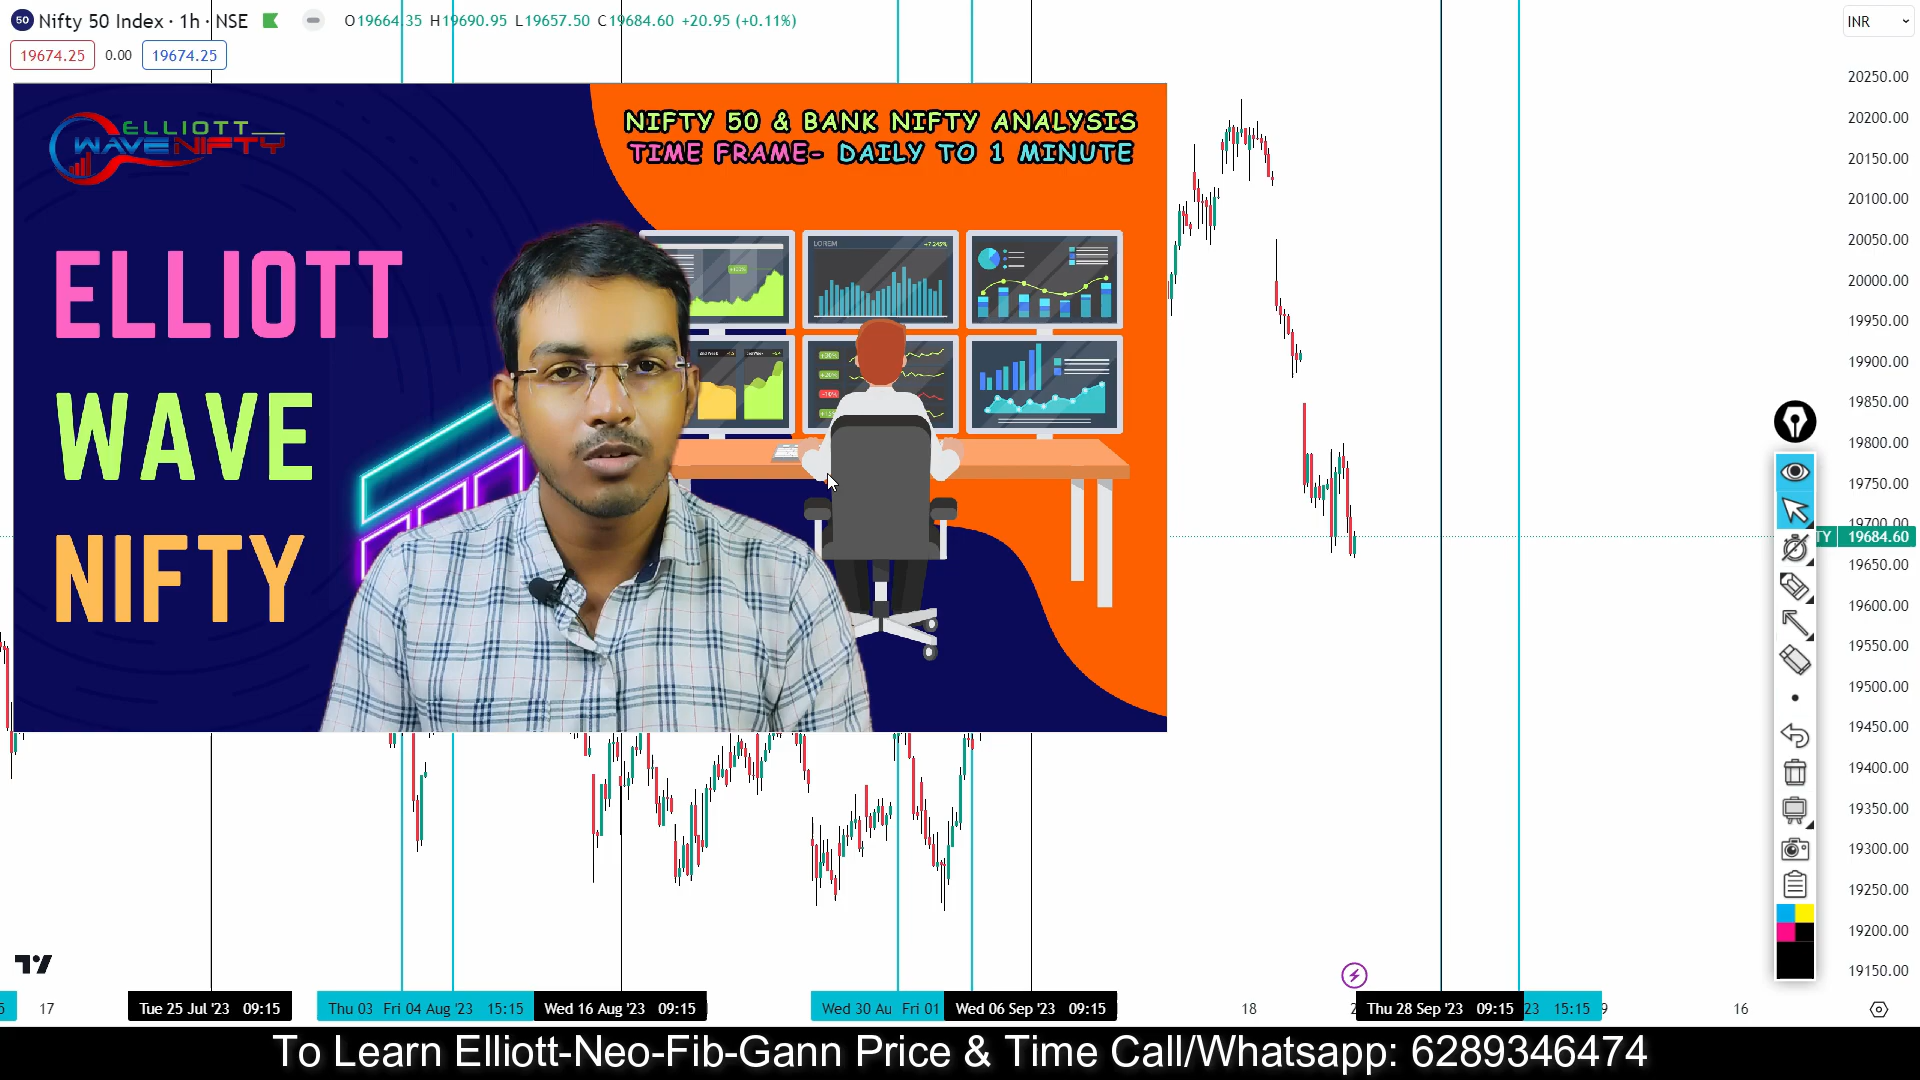 50 Nifty 50 Index · 1h · NSE
O19664.35 H19690.95 L19657.50 C19684.60 +20.95 (+0.11%)
INR
19674.25 0.00 19674.25
ELLIOTT
WAVE NIFTY
NIFTY 50 & BANK NIFTY ANALYSIS
TIME FRAME- DAILY TO 1 MINUTE
ELLIOTT
WAVE
NIFTY
LOREM
20250.00
20200.00
20150.00
20100.00
20050.00
20000.00
19950.00
19900.00
19850.00
19800.00
19750.00
19700.00
TY 19684.60
19650.00
19600.00
19550.00
19500.00
19450.00
19400.00
19350.00
19300.00
19250.00
19200.00
19150.00
17 Tue 25 Jul '23 09:15 Thu 03 Fri 04 Aug '23 15:15 Wed 16 Aug '23 09:15 Wed 30 Au Fri 01 Wed 06 Sep '23 09:15 18 2 Thu 28 Sep '23 09:15 23 15:15 9 16
To Learn Elliott-Neo-Fib-Gann Price & Time Call/Whatsapp: 6289346474